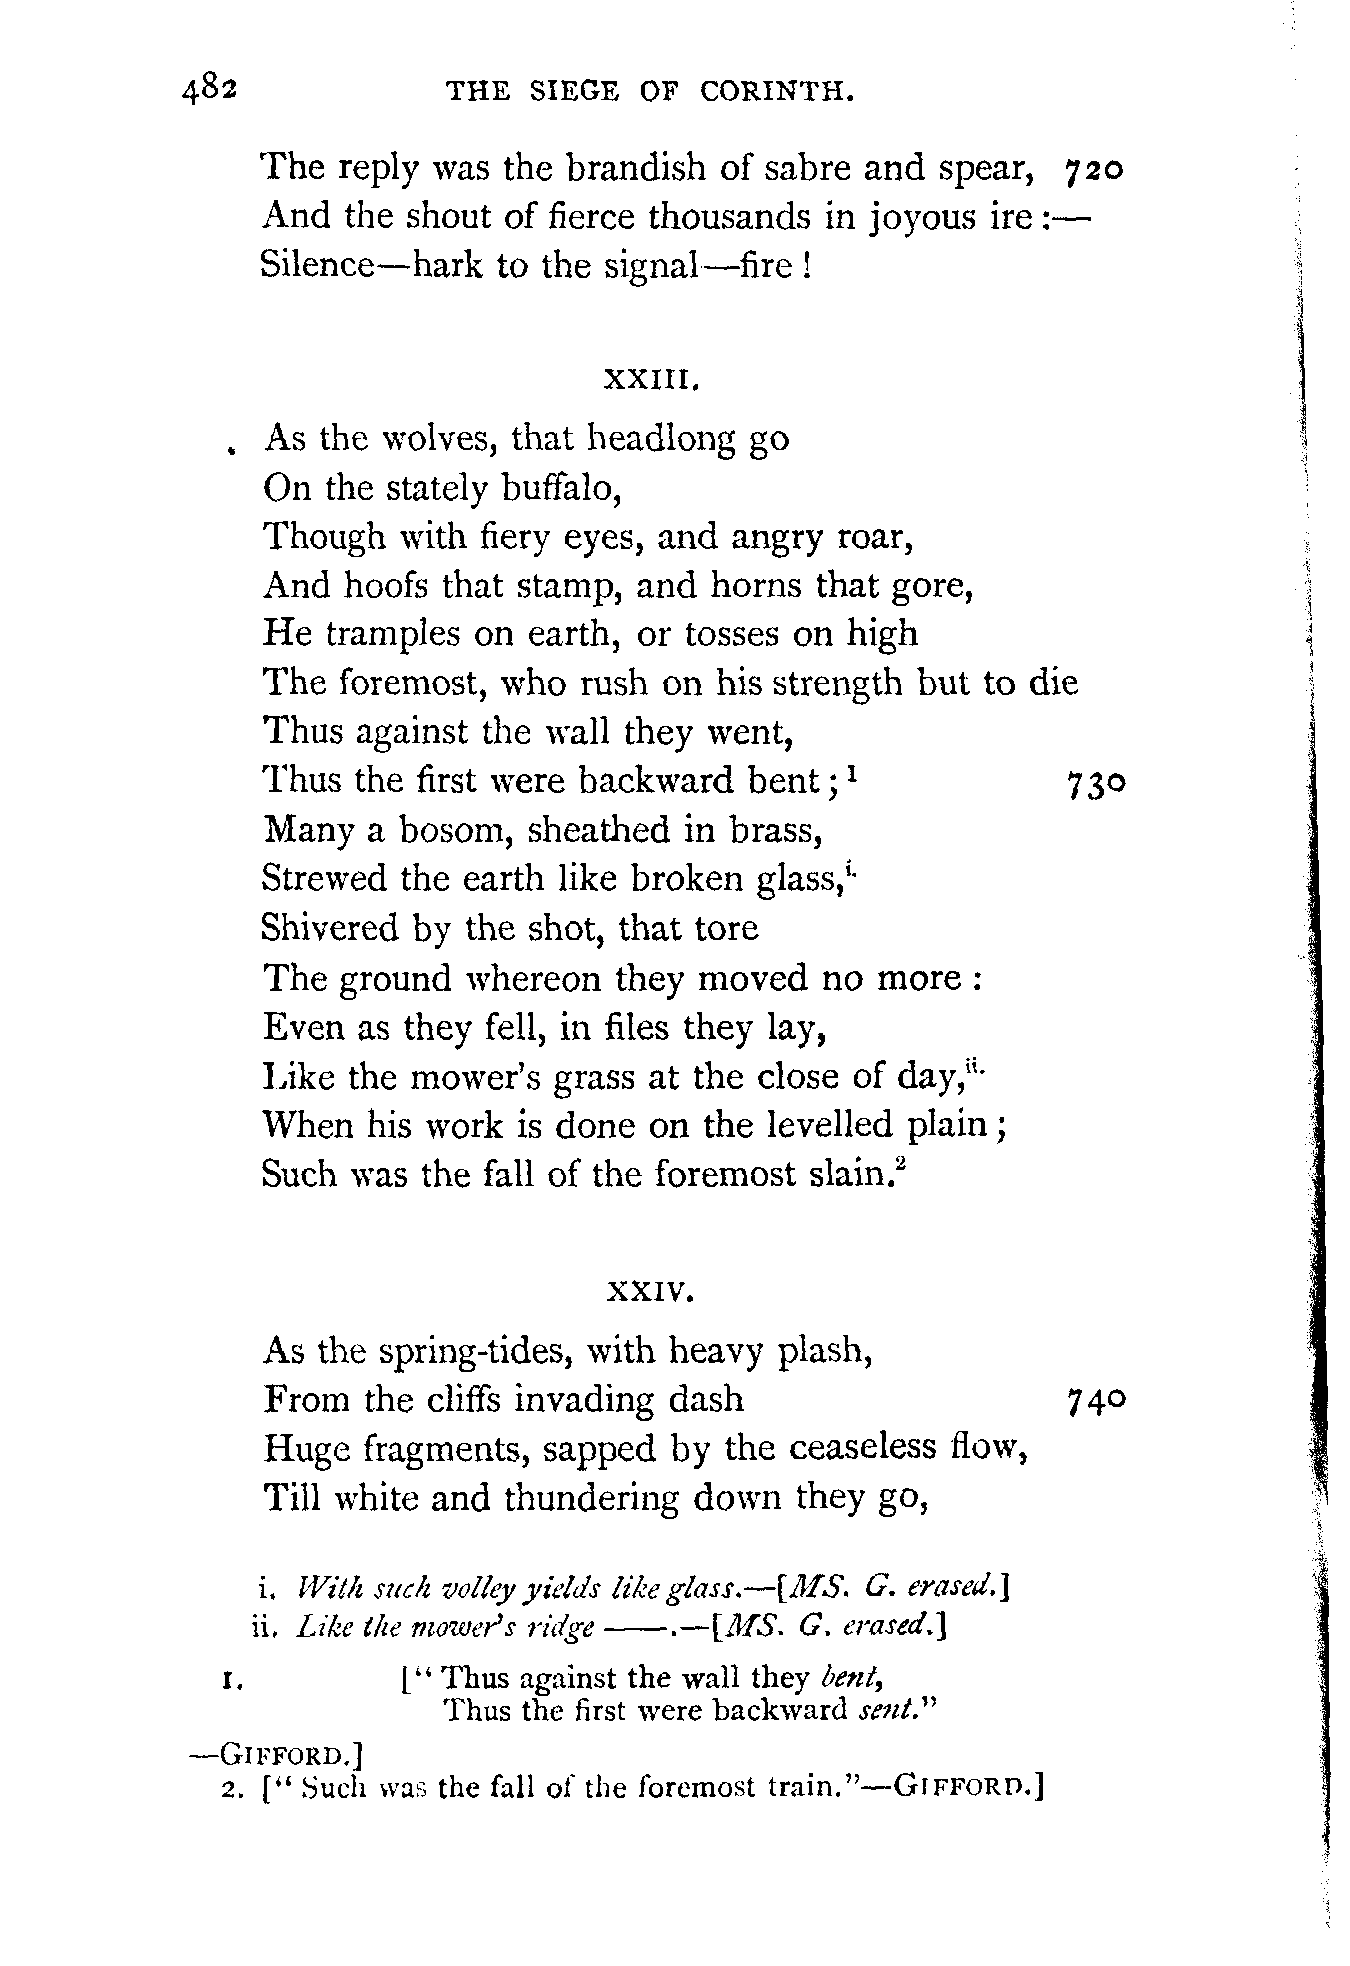 482 THE SIEGE OF CORINTH.
The reply was the brandish of sabre and spear, 720
And the shout of fierce thousands in joyous ire :—
Silence—hark to the signal—fire !
XXIII.
As the wolves, that headlong go
On the stately buffalo,
Though with fiery eyes, and angry roar,
And hoofs that stamp, and horns that gore,
He tramples on earth, or tosses on high
The foremost, who rush on his strength but to die
Thus against the wall they went,
Thus the first were backward bent ; ¹ 730
Many a bosom, sheathed in brass,
Strewed the earth like broken glass,i.
Shivered by the shot, that tore
The ground whereon they moved no more :
Even as they fell, in files they lay,
Like the mower's grass at the close of day,ii.
When his work is done on the levelled plain ;
Such was the fall of the foremost slain.²
XXIV.
As the spring-tides, with heavy plash,
From the cliffs invading dash 740
Huge fragments, sapped by the ceaseless flow,
Till white and thundering down they go,
i. With such volley yields like glass.—[MS. G. erased.]
ii. Like the mower's ridge ——.—[MS. G. erased.]
1. [" Thus against the wall they bent,
Thus the first were backward sent."
—GIFFORD.]
2. [" Such was the fall of the foremost train."—GIFFORD.]